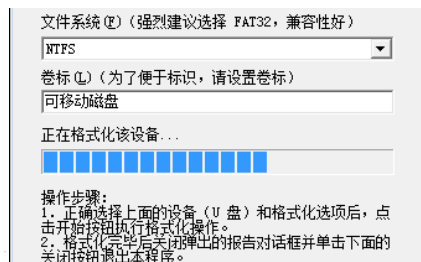 文件系统(F)(强烈建议选择 FAT32，兼容性好)
NTFS
卷标(L)(为了便于标识，请设置卷标)
可移动磁盘
正在格式化该设备...
操作步骤:
1. 正确选择上面的设备(U 盘)和格式化选项后，点
击开始按钮执行格式化操作。
2. 格式化完毕后关闭弹出的报告对话框并单击下面的
关闭按钮退出本程序。